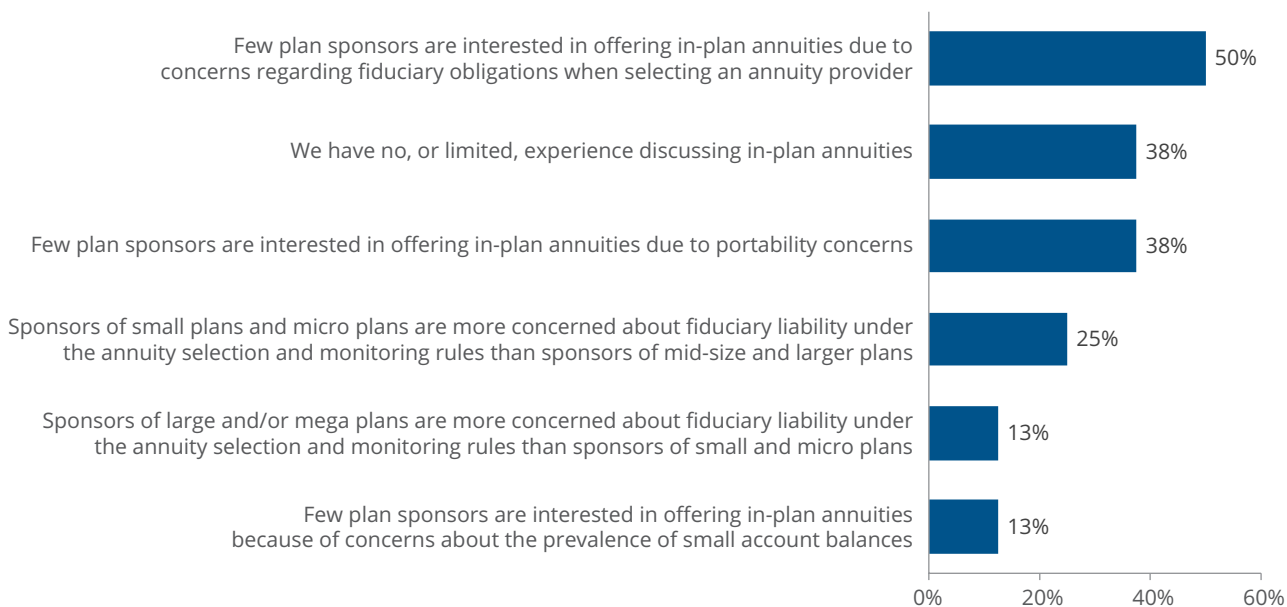 Few plan sponsors are interested in offering in-plan annuities due to
concerns regarding fiduciary obligations when selecting an annuity provider
50%
We have no, or limited, experience discussing in-plan annuities
38%
Few plan sponsors are interested in offering in-plan annuities due to portability concerns
38%
Sponsors of small plans and micro plans are more concerned about fiduciary liability under
the annuity selection and monitoring rules than sponsors of mid-size and larger plans
25%
Sponsors of large and/or mega plans are more concerned about fiduciary liability under
the annuity selection and monitoring rules than sponsors of small and micro plans
13%
Few plan sponsors are interested in offering in-plan annuities
because of concerns about the prevalence of small account balances
13%
0% 20% 40% 60%